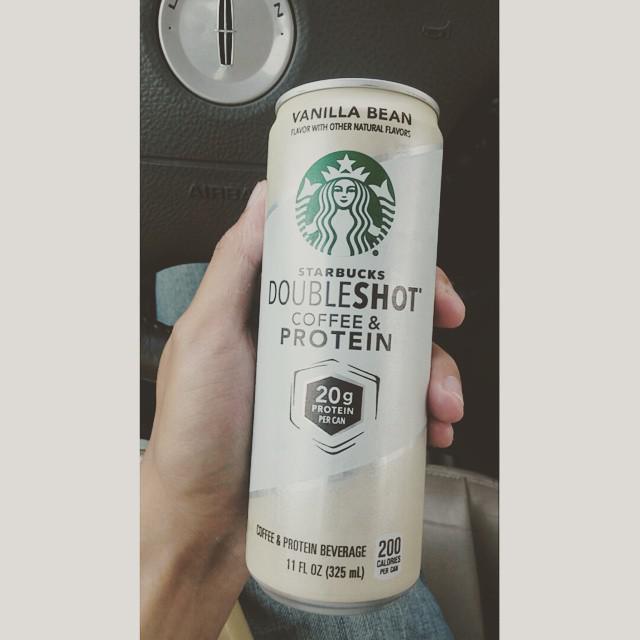 L N
AIRBA
VANILLA BEAN
FLAVOR WITH OTHER NATURAL FLAVORS
STARBUCKS
DOUBLESHOT®
COFFEE &
PROTEIN
20g
PROTEIN
PER CAN
COFFEE & PROTEIN BEVERAGE
11 FL OZ (325 mL)
200
CALORIES
PER CAN